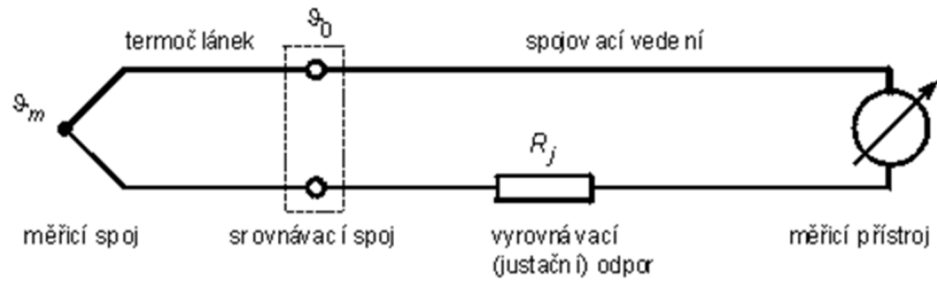 ϑ0
termočlánek
spojovací vedení
ϑm
Rj
měřicí spoj
srovnávací spoj
vyrovnávací
(justační) odpor
měřicí přístroj